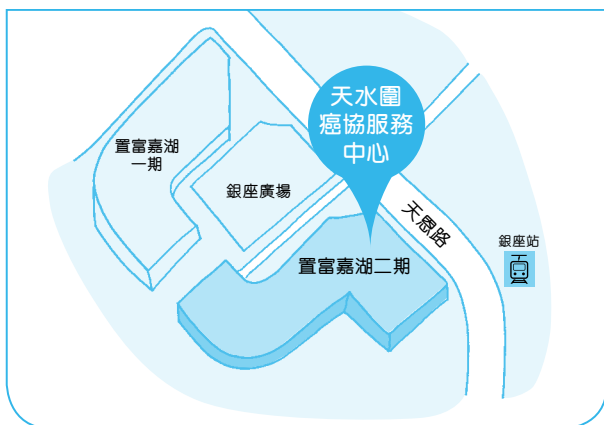 天水圍
癌協服務
中心
置富嘉湖
一期
銀座廣場
天恩路
銀座站
置富嘉湖二期